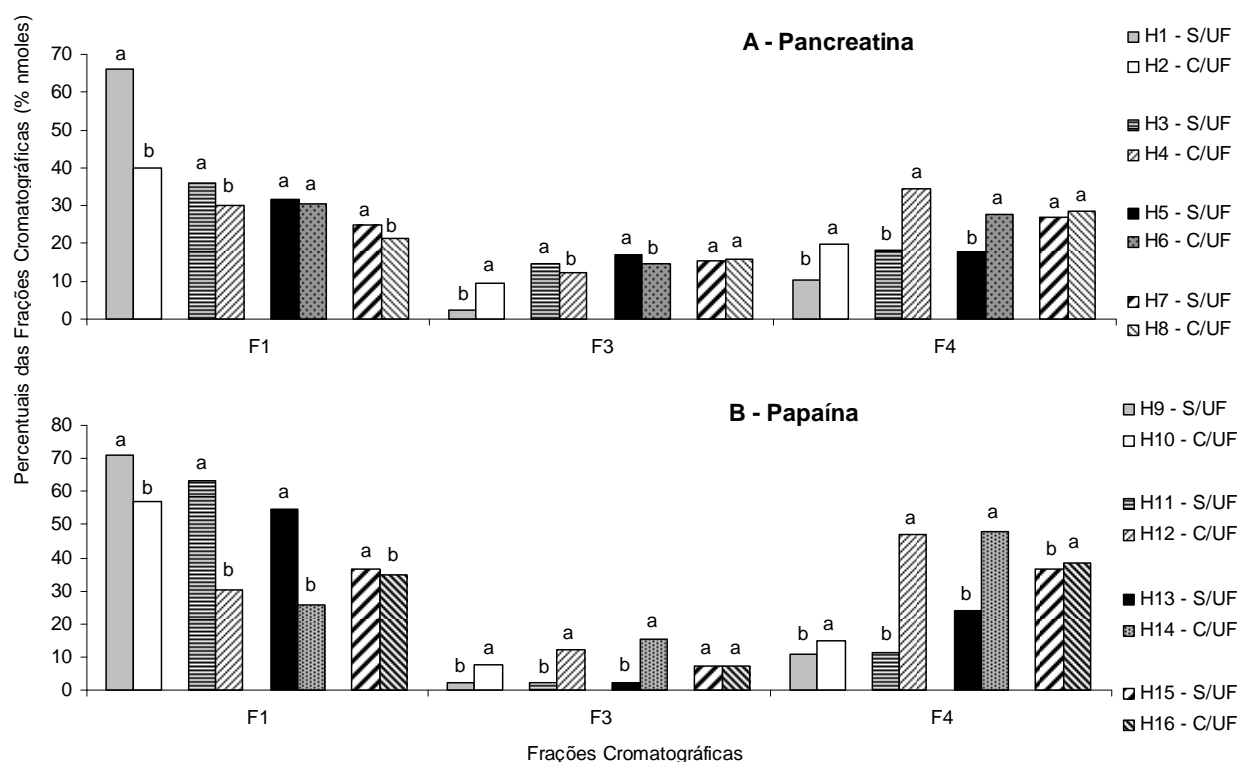 A - Pancreatina
Percentuais das Frações Cromatográficas (% nmoles)
70
60
50
40
30
20
10
0
a
b
a
b
a
a
a
b
b
a
a
b
a
b
a
a
b
a
b
a
b
a
a
a
F1
F3
F4
H1 - S/UF
H2 - C/UF
H3 - S/UF
H4 - C/UF
H5 - S/UF
H6 - C/UF
H7 - S/UF
H8 - C/UF
B - Papaína
80
70
60
50
40
30
20
10
0
a
b
a
b
a
b
a
b
b
a
b
a
b
a
a
a
b
a
b
a
b
a
b
a
F1
F3
F4
Frações Cromatográficas
H9 - S/UF
H10 - C/UF
H11 - S/UF
H12 - C/UF
H13 - S/UF
H14 - C/UF
H15 - S/UF
H16 - C/UF